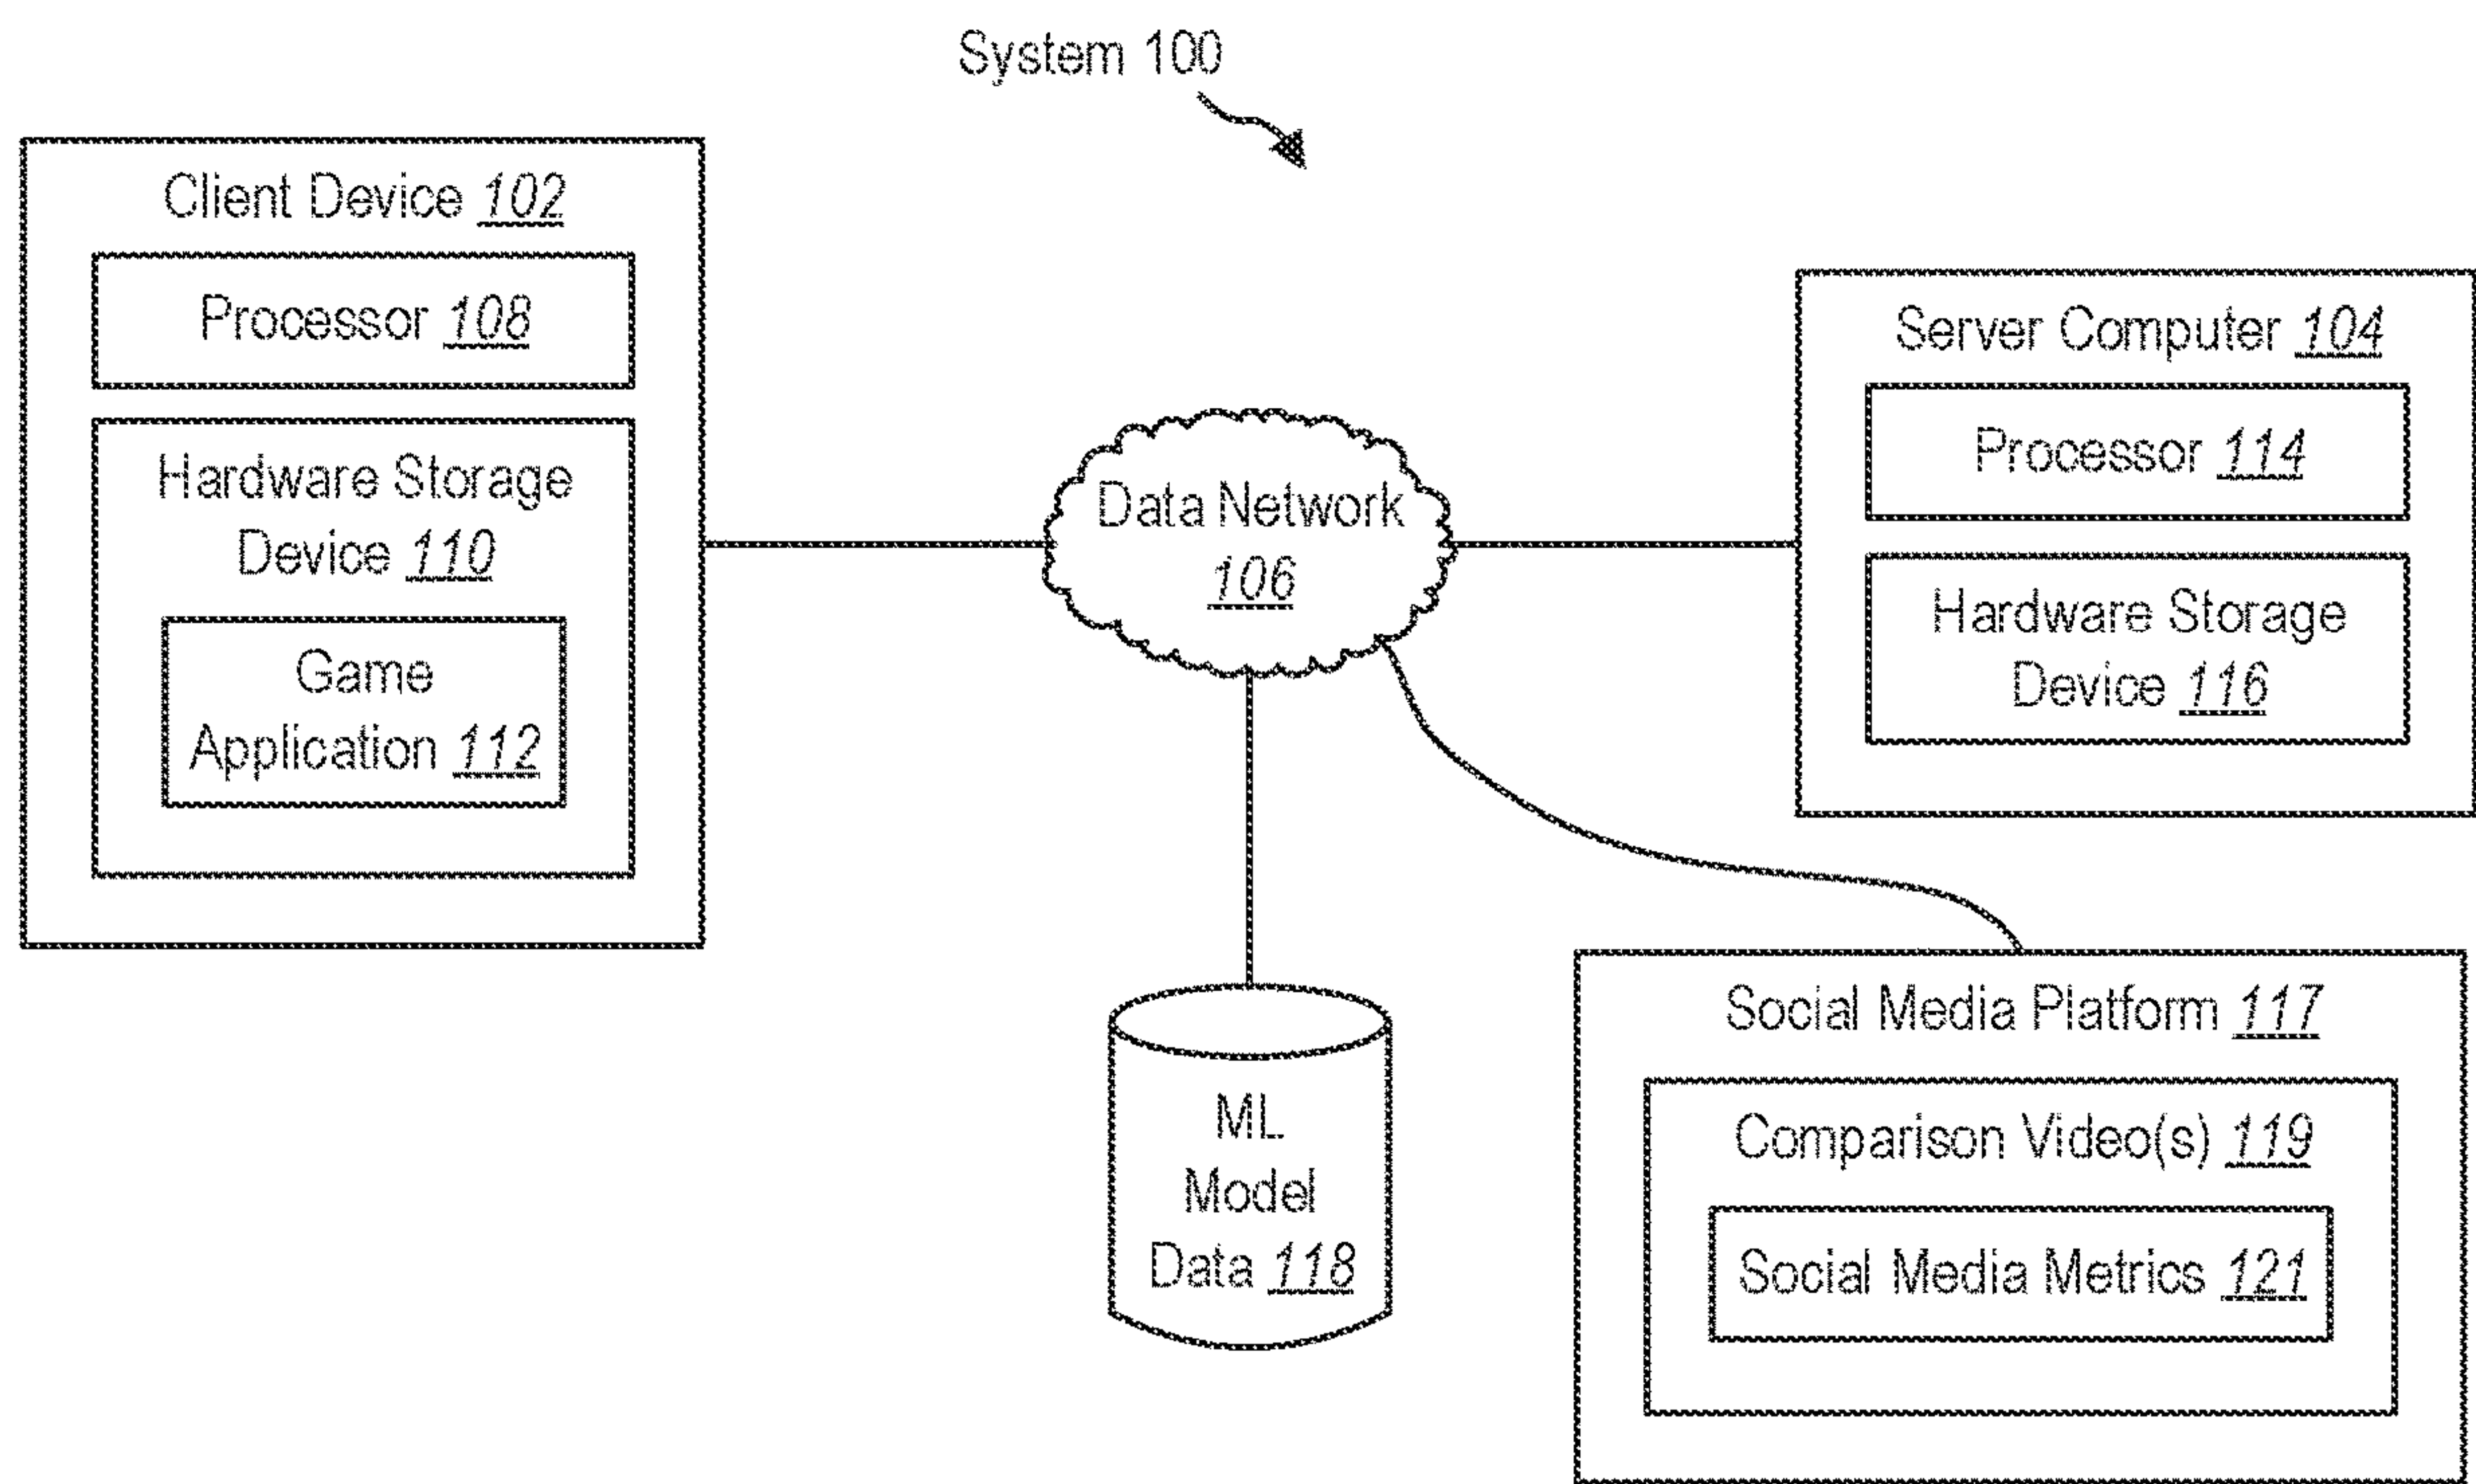 System 100
Client Device 102
Processor 108
Hardware Storage
Device 110
Game
Application 112
Data Network
106
Server Computer 104
Processor 114
Hardware Storage
Device 116
ML
Model
Data 118
Social Media Platform 117
Comparison Video(s) 119
Social Media Metrics 121